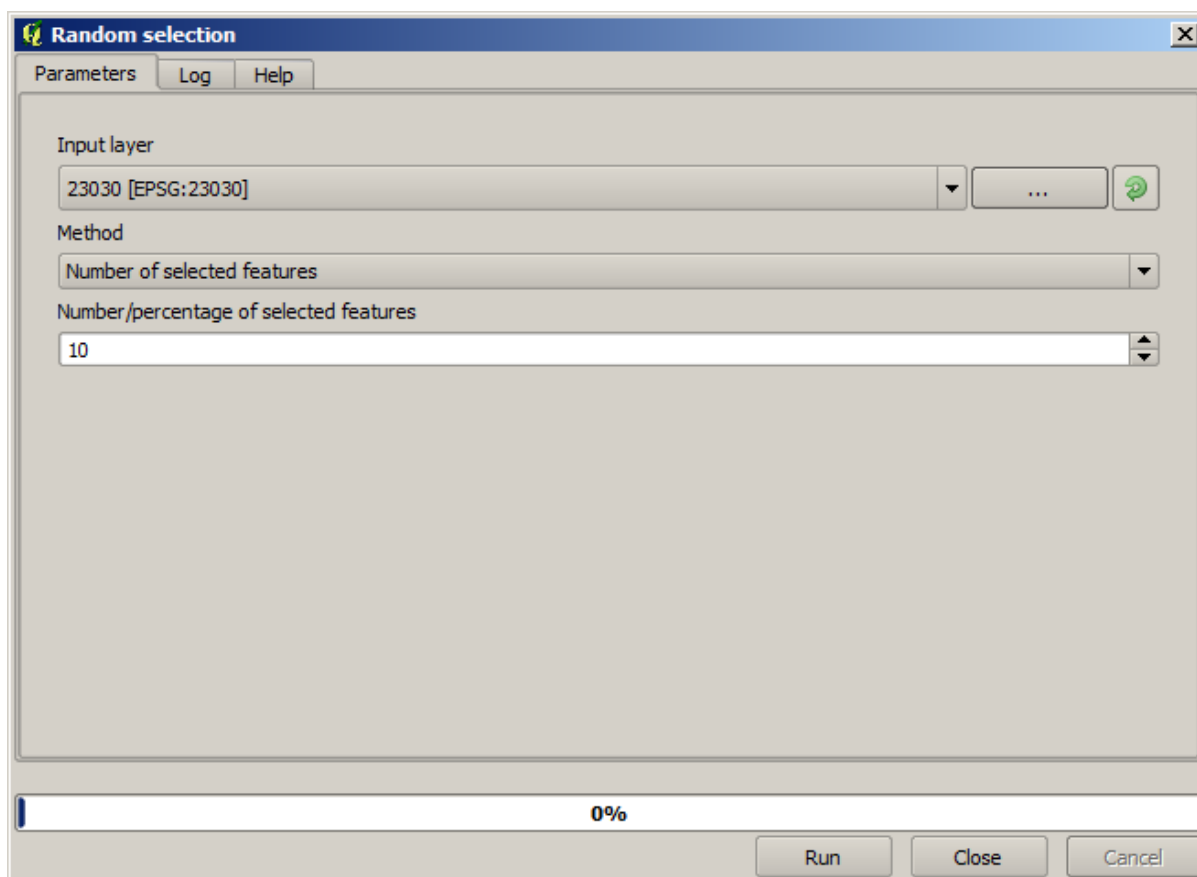 Random selection
Parameters Log Help
Input layer
23030 [EPSG:23030] ...
Method
Number of selected features
Number/percentage of selected features
10
0%
Run Close Cancel